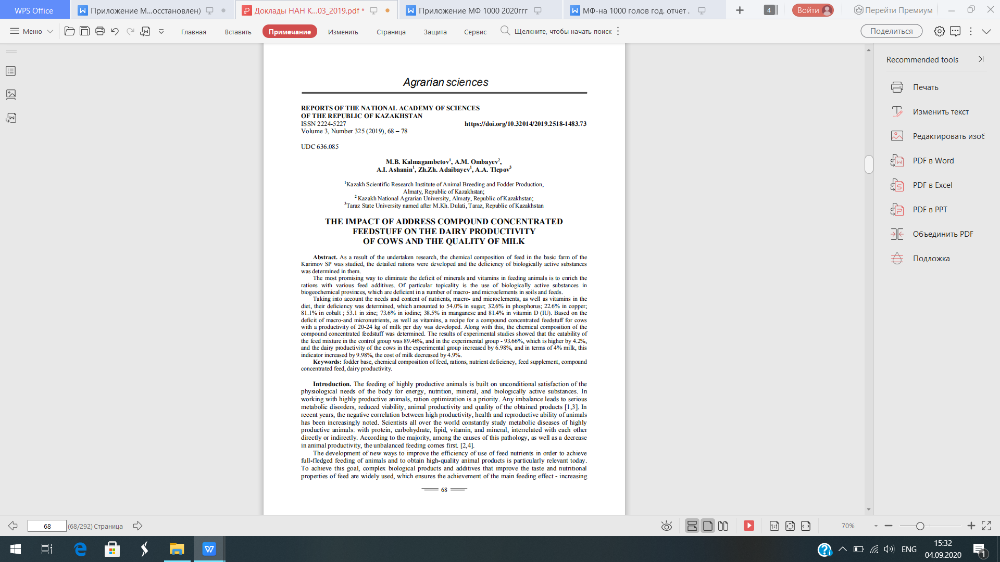 WPS Office
Приложение М...осстановлен)
Доклады НАН К...03_2019.pdf *
Приложение МФ 1000 2020ггг
МФ-на 1000 голов год. отчет .
4
Войти
Перейти Премиум
Меню
Главная
Вставить
Примечание
Изменить
Страница
Защита
Сервис
Щелкните, чтобы начать поиск
Поделиться
Agrarian sciences
REPORTS OF THE NATIONAL ACADEMY OF SCIENCES
OF THE REPUBLIC OF KAZAKHSTAN
ISSN 2224-5227 https://doi.org/10.32014/2019.2518-1483.73
Volume 3, Number 325 (2019), 68 – 78
UDC 636.085
M.B. Kalmagambetov1, A.M. Ombayev2,
A.I. Ashanin1, Zh.Zh. Adaibayev1, A.A. Tlepov3
1Kazakh Scientific Research Institute of Animal Breeding and Fodder Production,
Almaty, Republic of Kazakhstan;
2 Kazakh National Agrarian University, Almaty, Republic of Kazakhstan;
3Taraz State University named after M.Kh. Dulati, Taraz, Republic of Kazakhstan
THE IMPACT OF ADDRESS COMPOUND CONCENTRATED
FEEDSTUFF ON THE DAIRY PRODUCTIVITY
OF COWS AND THE QUALITY OF MILK
Abstract. As a result of the undertaken research, the chemical composition of feed in the basic farm of the
Karimov SP was studied, the detailed rations were developed and the deficiency of biologically active substances
was determined in them.
The most promising way to eliminate the deficit of minerals and vitamins in feeding animals is to enrich the
rations with various feed additives. Of particular topicality is the use of biologically active substances in
biogeochemical provinces, which are deficient in a number of macro- and microelements in soils and feeds.
Taking into account the needs and content of nutrients, macro- and microelements, as well as vitamins in the
diet, their deficiency was determined, which amounted to 54.0% in sugar; 32.6% in phosphorus; 22.6% in copper;
81.1% in cobalt ; 53.1 in zinc; 73.6% in iodine; 38.5% in manganese and 81.4% in vitamin D (IU). Based on the
deficit of macro-and micronutrients, as well as vitamins, a recipe for a compound concentrated feedstuff for cows
with a productivity of 20-24 kg of milk per day was developed. Along with this, the chemical composition of the
compound concentrated feedstuff was determined. The results of experimental studies showed that the eatability of
the feed mixture in the control group was 89.46%, and in the experimental group - 93.66%, which is higher by 4.2%,
and the dairy productivity of the cows in the experimental group increased by 6.98%, and in terms of 4% milk, this
indicator increased by 9.98%, the cost of milk decreased by 4.9%.
Keywords: fodder base, chemical composition of feed, rations, nutrient deficiency, feed supplement, compound
concentrated feed, dairy productivity.
Introduction. The feeding of highly productive animals is built on unconditional satisfaction of the
physiological needs of the body for energy, nutrition, mineral, and biologically active substances. In
working with highly productive animals, ration optimization is a priority. Any imbalance leads to serious
metabolic disorders, reduced viability, animal productivity and quality of the obtained products [1,3]. In
recent years, the negative correlation between high productivity, health and reproductive ability of animals
has been increasingly noted. Scientists all over the world constantly study metabolic diseases of highly
productive animals: with protein, carbohydrate, lipid, vitamin, and mineral, interrelated with each other
directly or indirectly. According to the majority, among the causes of this pathology, as well as a decrease
in animal productivity, the unbalanced feeding comes first. [2,4].
The development of new ways to improve the efficiency of use of feed nutrients in order to achieve
full-fledged feeding of animals and to obtain high-quality animal products is particularly relevant today.
To achieve this goal, complex biological products and additives that improve the taste and nutritional
properties of feed are widely used, which ensures the achievement of the main feeding effect - increasing
68
Recommended tools
Печать
Изменить текст
Редактировать изоб
PDF в Word
PDF в Excel
PDF в PPT
Объединить PDF
Подложка
68 (68/292) Страница
70%
ENG
15:32
04.09.2020
1